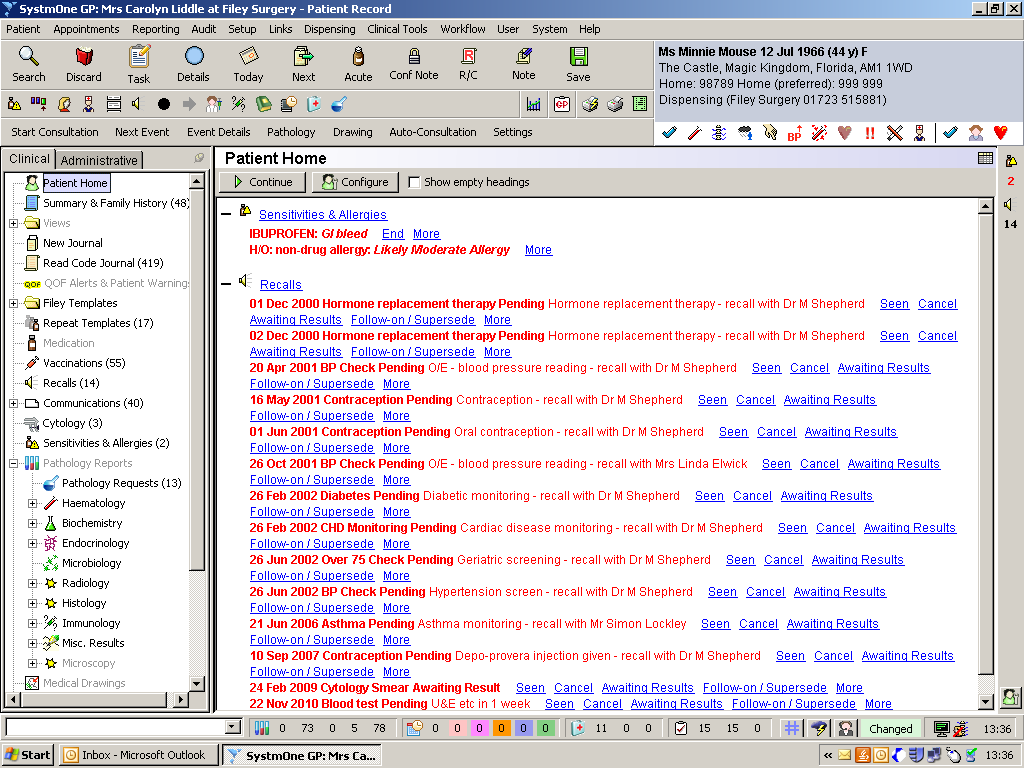 SystmOne GP: Mrs Carolyn Liddle at Filey Surgery - Patient Record
Patient Appointments Reporting Audit Setup Links Dispensing Clinical Tools Workflow User System Help
Search Discard Task Details Today Next Acute Conf Note R/C Note Save
Ms Minnie Mouse 12 Jul 1966 (44 y) F
The Castle, Magic Kingdom, Florida, AM1 1WD
Home: 98789 Home (preferred): 999 999
Dispensing (Filey Surgery 01723 515881)
Start Consultation Next Event Event Details Pathology Drawing Auto-Consultation Settings
BP !!
Clinical Administrative
Patient Home
Summary & Family History (48)
Views
New Journal
Read Code Journal (419)
QOF QOF Alerts & Patient Warning
Filey Templates
Repeat Templates (17)
Medication
Vaccinations (55)
Recalls (14)
Communications (40)
Cytology (3)
Sensitivities & Allergies (2)
Pathology Reports
Pathology Requests (13)
Haematology
Biochemistry
Endocrinology
Microbiology
Radiology
Histology
Immunology
Misc. Results
Microscopy
Medical Drawings
Patient Home
Continue Configure Show empty headings
Sensitivities & Allergies
IBUPROFEN: GI bleed End More
H/O: non-drug allergy: Likely Moderate Allergy More
Recalls
01 Dec 2000 Hormone replacement therapy Pending Hormone replacement therapy - recall with Dr M Shepherd Seen Cancel
Awaiting Results Follow-on / Supersede More
02 Dec 2000 Hormone replacement therapy Pending Hormone replacement therapy - recall with Dr M Shepherd Seen Cancel
Awaiting Results Follow-on / Supersede More
20 Apr 2001 BP Check Pending O/E - blood pressure reading - recall with Dr M Shepherd Seen Cancel Awaiting Results
Follow-on / Supersede More
16 May 2001 Contraception Pending Contraception - recall with Dr M Shepherd Seen Cancel Awaiting Results
Follow-on / Supersede More
01 Jun 2001 Contraception Pending Oral contraception - recall with Dr M Shepherd Seen Cancel Awaiting Results
Follow-on / Supersede More
26 Oct 2001 BP Check Pending O/E - blood pressure reading - recall with Mrs Linda Elwick Seen Cancel Awaiting Results
Follow-on / Supersede More
26 Feb 2002 Diabetes Pending Diabetic monitoring - recall with Dr M Shepherd Seen Cancel Awaiting Results
Follow-on / Supersede More
26 Feb 2002 CHD Monitoring Pending Cardiac disease monitoring - recall with Dr M Shepherd Seen Cancel Awaiting Results
Follow-on / Supersede More
26 Jun 2002 Over 75 Check Pending Geriatric screening - recall with Dr M Shepherd Seen Cancel Awaiting Results
Follow-on / Supersede More
26 Jun 2002 BP Check Pending Hypertension screen - recall with Dr M Shepherd Seen Cancel Awaiting Results
Follow-on / Supersede More
21 Jun 2006 Asthma Pending Asthma monitoring - recall with Mr Simon Lockley Seen Cancel Awaiting Results
Follow-on / Supersede More
10 Sep 2007 Contraception Pending Depo-provera injection given - recall with Dr M Shepherd Seen Cancel Awaiting Results
Follow-on / Supersede More
24 Feb 2009 Cytology Smear Awaiting Result Seen Cancel Awaiting Results Follow-on / Supersede More
22 Nov 2010 Blood test Pending U&E etc in 1 week Seen Cancel Awaiting Results Follow-on / Supersede More
2
14
0 73 0 5 78 0 0 0 0 0 0 11 0 0 15 15 0 Changed 13:36
Start Inbox - Microsoft Outlook SystmOne GP: Mrs Ca... « 13:36